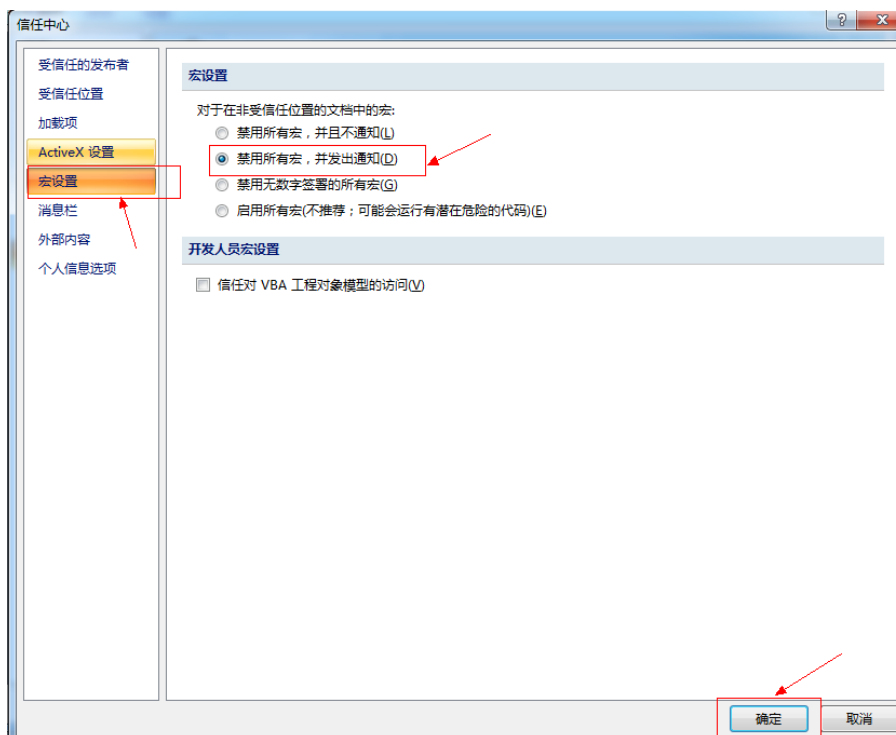 信任中心
受信任的发布者
受信任位置
加载项
ActiveX 设置
宏设置
消息栏
外部内容
个人信息选项
宏设置
对于在非受信任位置的文档中的宏:
禁用所有宏，并且不通知(L)
禁用所有宏，并发出通知(D)
禁用无数字签署的所有宏(G)
启用所有宏(不推荐；可能会运行有潜在危险的代码)(E)
开发人员宏设置
信任对 VBA 工程对象模型的访问(V)
确定
取消